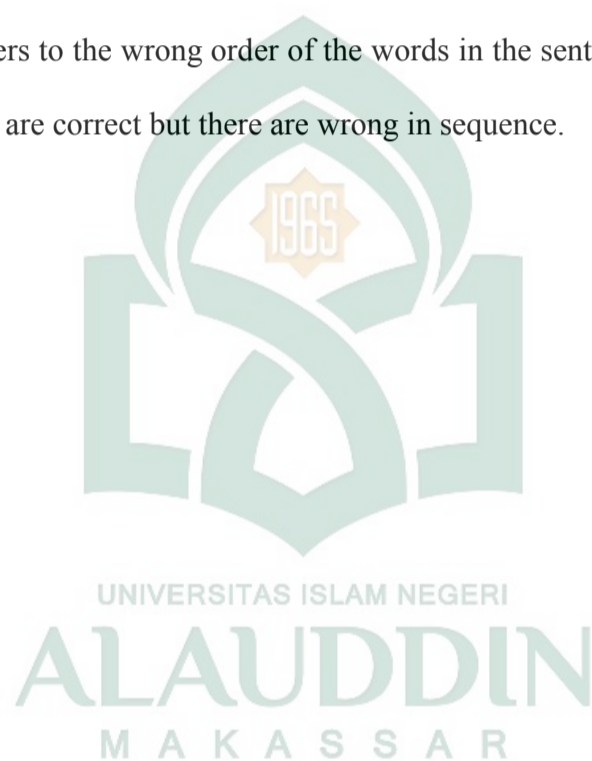 ers to the wrong order of the words in the sent
are correct but there are wrong in sequence.
1965
UNIVERSITAS ISLAM NEGERI
ALAUDDIN
MAKASSAR